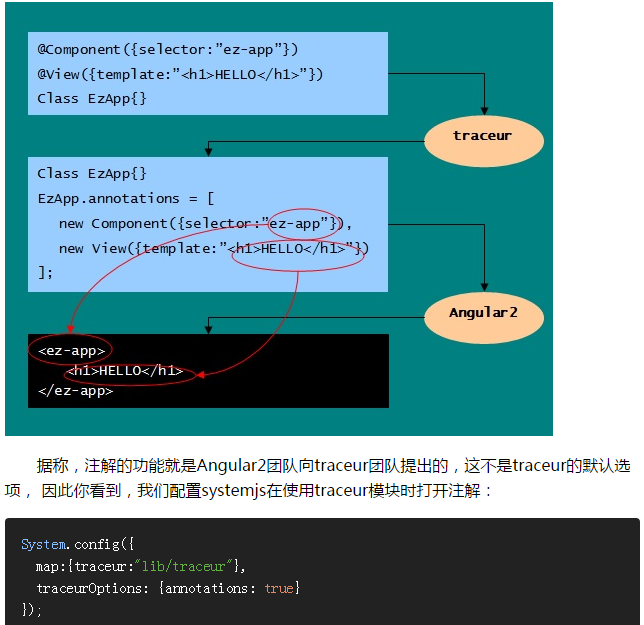 @Component({selector:"ez-app"})
@View({template:"<h1>HELLO</h1>"})
Class EzApp{}
traceur
Class EzApp{}
EzApp.annotations = [
new Component({selector:"ez-app"}),
new View({template:"<h1>HELLO</h1>"})
];
Angular2
<ez-app>
<h1>HELLO</h1>
</ez-app>
据称，注解的功能就是Angular2团队向traceur团队提出的，这不是traceur的默认选
项， 因此你看到，我们配置systemjs在使用traceur模块时打开注解：
System.config({
map:{traceur:"lib/traceur"},
traceurOptions: {annotations: true}
});